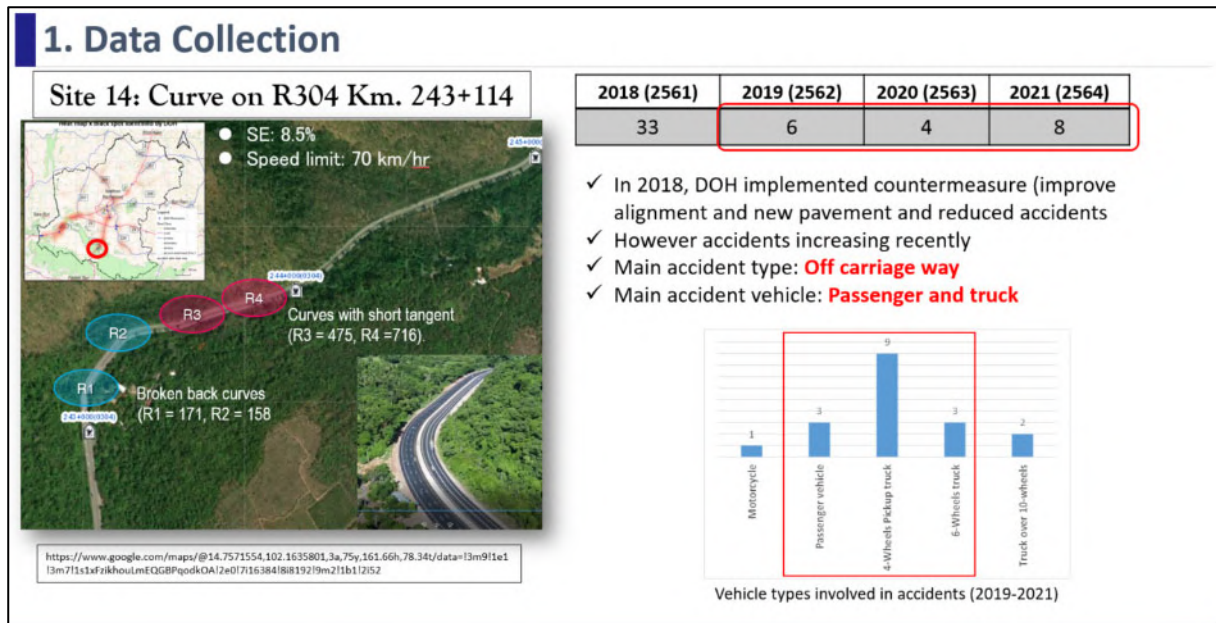 1. Data Collection
Site 14: Curve on R304 Km. 243+114
SE: 8.5%
Speed limit: 70 km/hr
244+000(0304)
R4
R3
R2
R1
Curves with short tangent
(R3 = 475, R4 =716).
Broken back curves
(R1 = 171, R2 = 158
243+000(0304)
https://www.google.com/maps/@14.7571554,102.1635801,3a,75y,161.66h,78.34t/data=!3m9!1e1
!3m7!1s1xFzikhouLmEQGBPqodkOA!2e0!7i16384!8i8192!9m2!1b1!2i52
2018 (2561) 2019 (2562) 2020 (2563) 2021 (2564)
33 6 4 8
✓ In 2018, DOH implemented countermeasure (improve
alignment and new pavement and reduced accidents
✓ However accidents increasing recently
✓ Main accident type: Off carriage way
✓ Main accident vehicle: Passenger and truck
1 3 9 3 2
Motorcycle
Passenger vehicle
4-Wheels Pickup truck
6-Wheels truck
Truck over 10-wheels
Vehicle types involved in accidents (2019-2021)